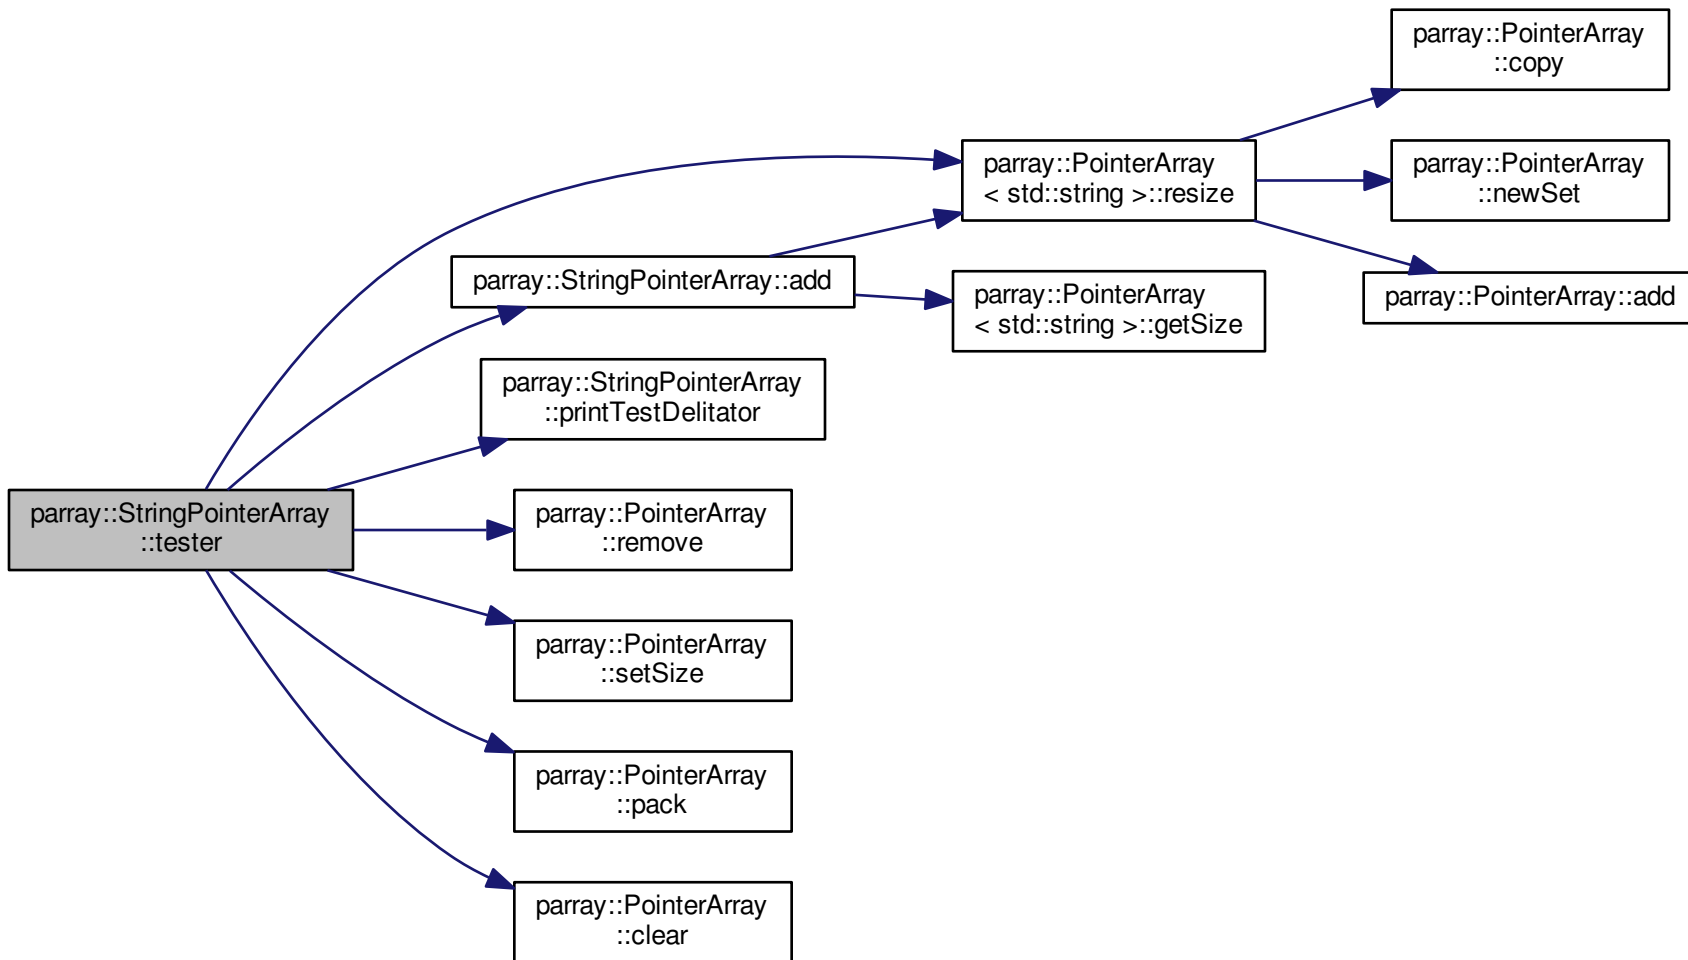 parray::PointerArray
::copy
parray::PointerArray
< std::string >::resize
parray::PointerArray
::newSet
parray::StringPointerArray::add
parray::PointerArray
< std::string >::getSize
parray::PointerArray::add
parray::StringPointerArray
::printTestDelitator
parray::StringPointerArray
::tester
parray::PointerArray
::remove
parray::PointerArray
::setSize
parray::PointerArray
::pack
parray::PointerArray
::clear